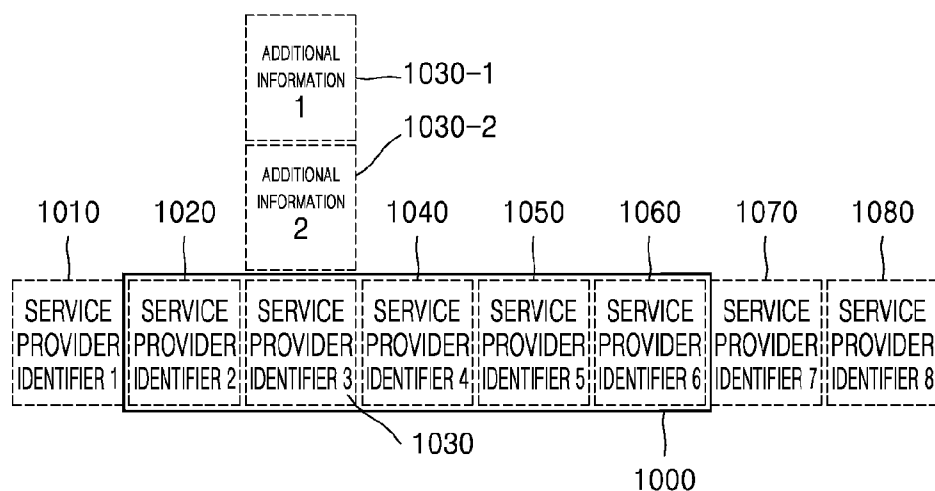 ADDITIONAL
INFORMATION
1
1030-1
1030-2
ADDITIONAL
INFORMATION
2
1010
1020
1040
1050
1060
1070
1080
SERVICE
PROVIDER
IDENTIFIER 1
SERVICE
PROVIDER
IDENTIFIER 2
SERVICE
PROVIDER
IDENTIFIER 3
SERVICE
PROVIDER
IDENTIFIER 4
SERVICE
PROVIDER
IDENTIFIER 5
SERVICE
PROVIDER
IDENTIFIER 6
SERVICE
PROVIDER
IDENTIFIER 7
SERVICE
PROVIDER
IDENTIFIER 8
1030
1000